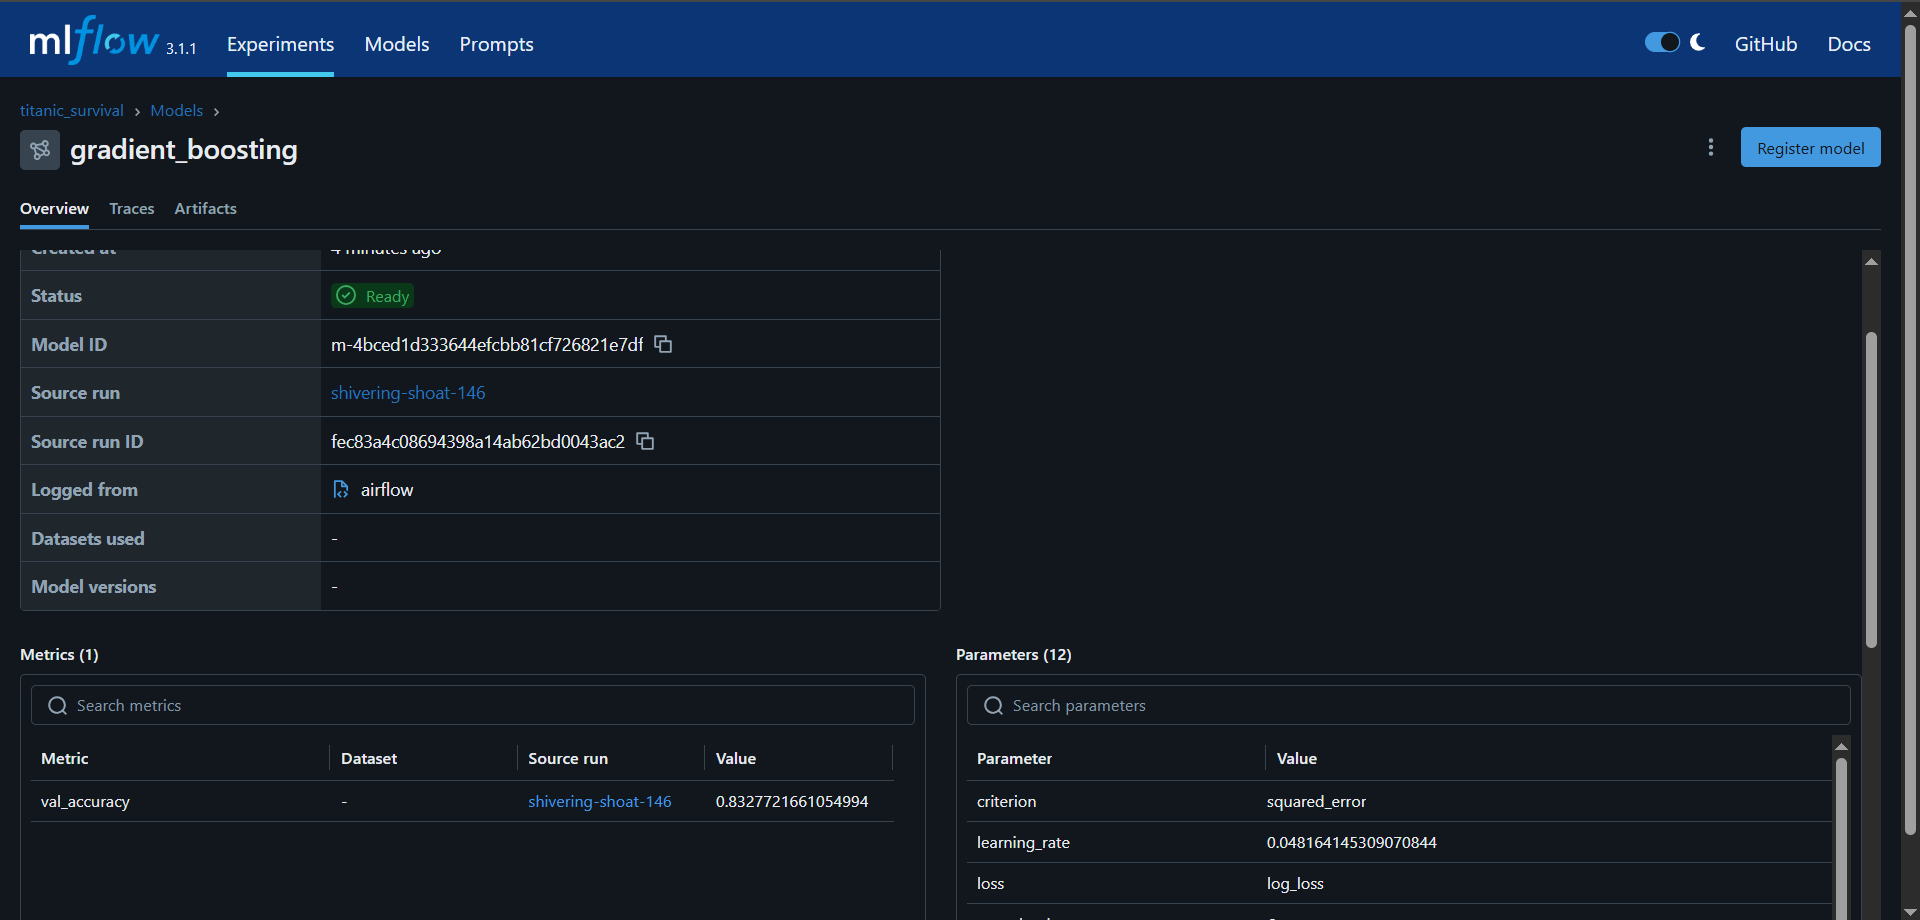 mlflow 3.1.1 Experiments Models Prompts GitHub Docs
titanic_survival › Models ›
gradient_boosting Register model
Overview Traces Artifacts
Created at 4 minutes ago
Status Ready
Model ID m-4bced1d333644efcbb81cf726821e7df
Source run shivering-shoat-146
Source run ID fec83a4c08694398a14ab62bd0043ac2
Logged from airflow
Datasets used -
Model versions -
Metrics (1) Parameters (12)
Search metrics Search parameters
Metric Dataset Source run Value Parameter Value
val_accuracy - shivering-shoat-146 0.8327721661054994 criterion squared_error
learning_rate 0.048164145309070844
loss log_loss